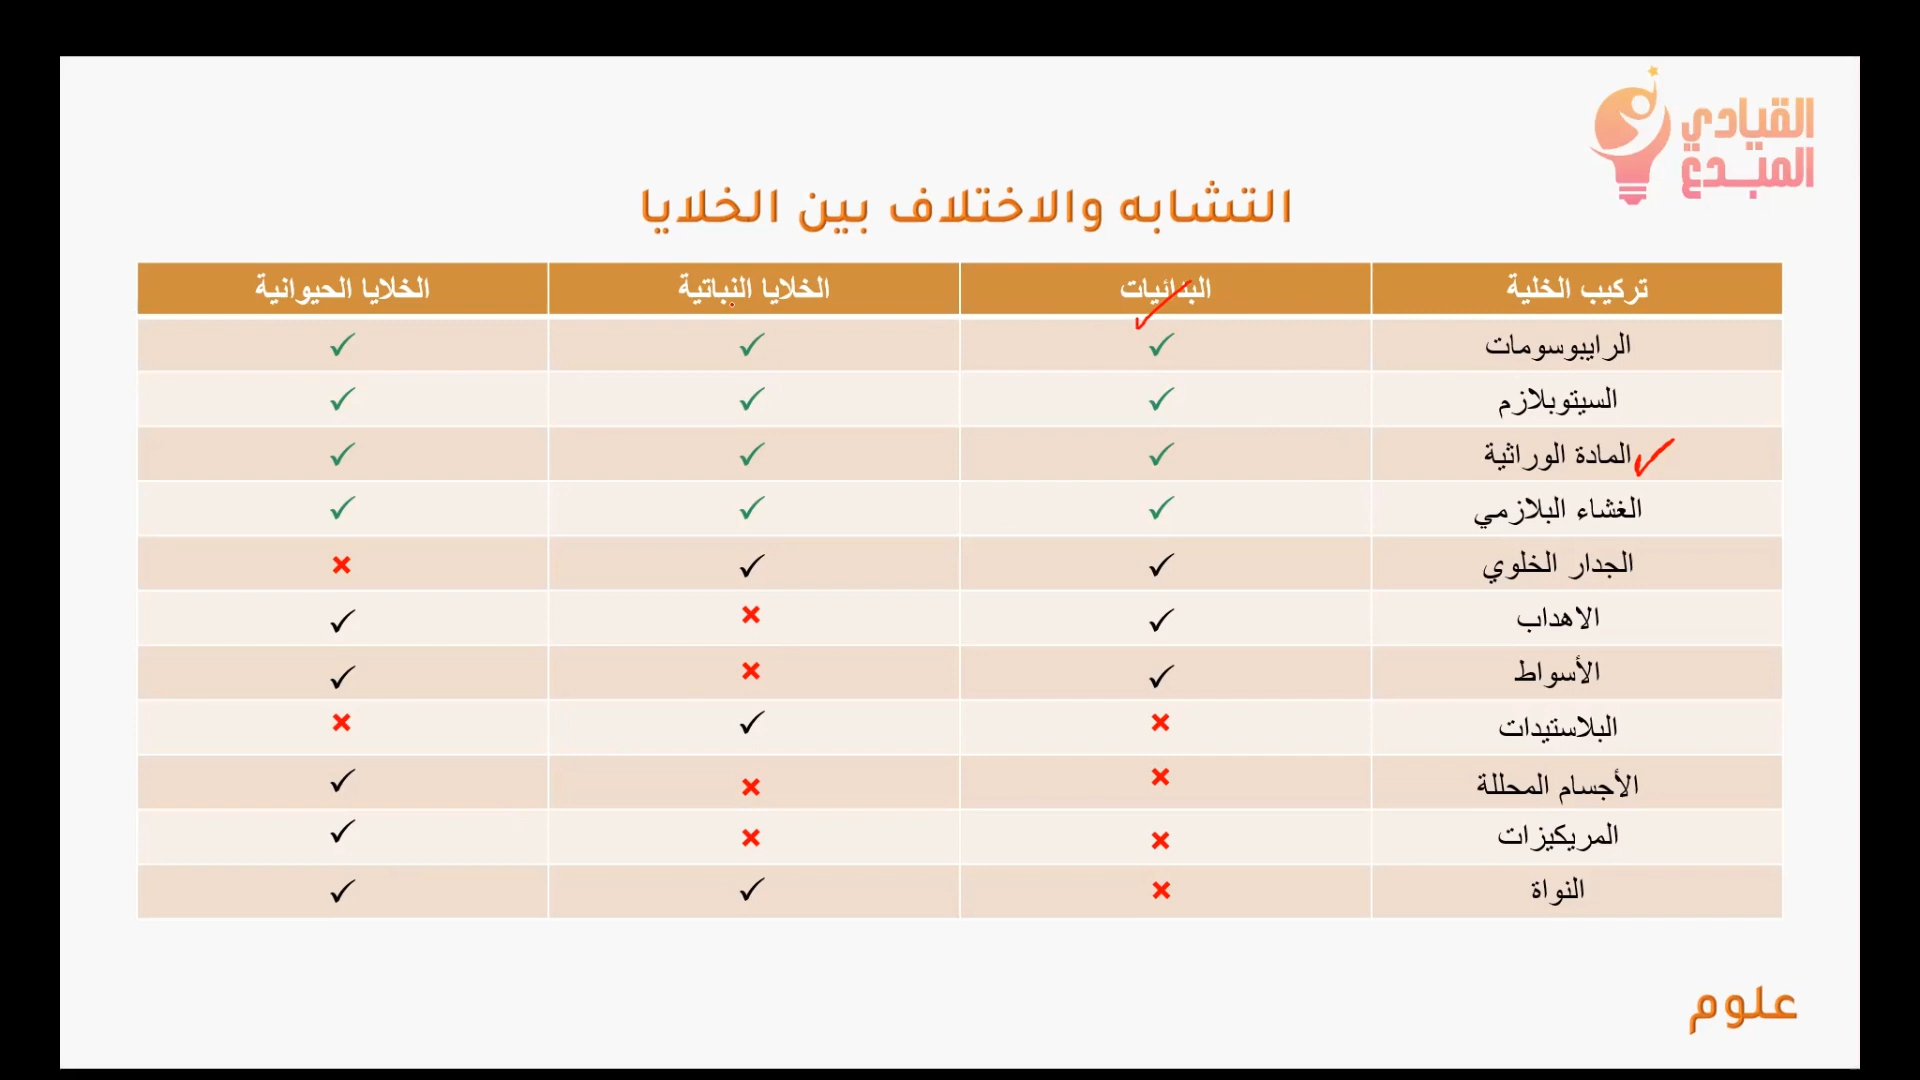 القيادي
المبدع
التشابه والاختلاف بين الخلايا
تركيب الخلية البدائيات الخلايا النباتية الخلايا الحيوانية
الرايبوسومات ✓ ✓ ✓
السيتوبلازم ✓ ✓ ✓
المادة الوراثية ✓ ✓ ✓
الغشاء البلازمي ✓ ✓ ✓
الجدار الخلوي ✓ ✓ ×
الاهداب ✓ × ✓
الأسواط ✓ × ✓
البلاستيدات × ✓ ×
الأجسام المحللة × × ✓
المريكيزات × × ✓
النواة × ✓ ✓
علوم